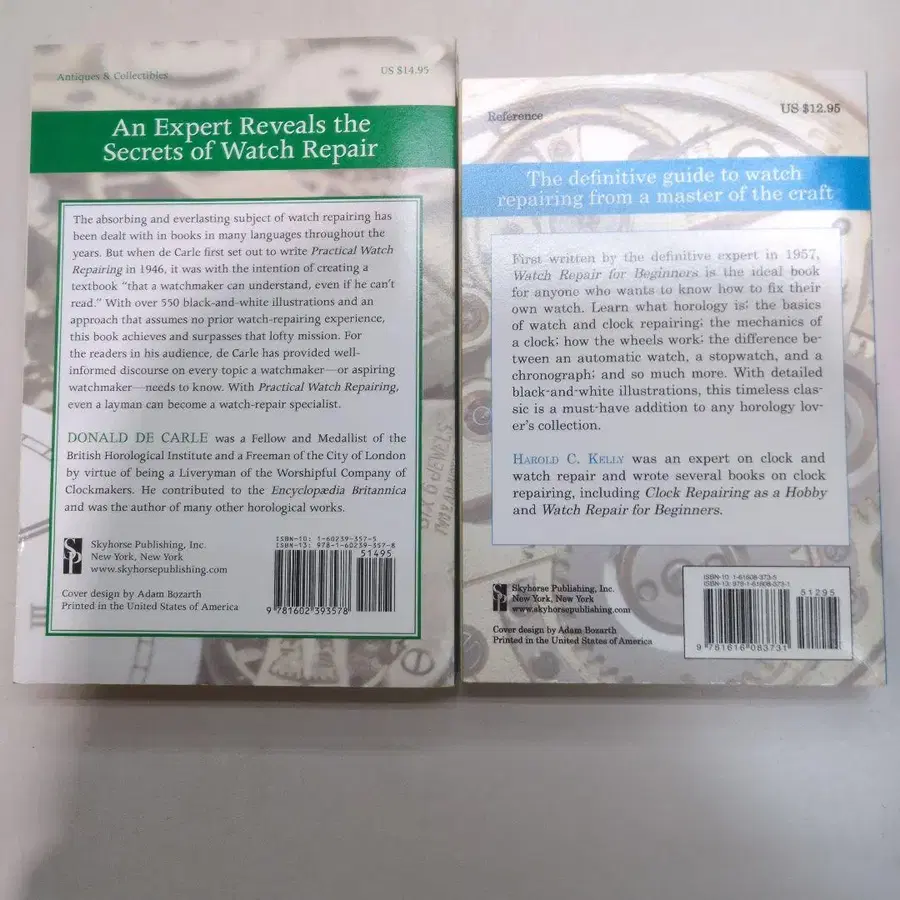 Antiques & Collectibles
US $14.95
An Expert Reveals the
Secrets of Watch Repair
The absorbing and everlasting subject of watch repairing has
been dealt with in books in many languages throughout the
years. But when de Carle first set out to write Practical Watch
Repairing in 1946, it was with the intention of creating a
textbook “that a watchmaker can understand, even if he can’t
read.” With over 550 black-and-white illustrations and an
approach that assumes no prior watch-repairing experience,
this book achieves and surpasses that lofty mission. For
the readers in his audience, de Carle has provided well-
informed discourse on every topic a watchmaker—or aspiring
watchmaker—needs to know. With Practical Watch Repairing,
even a layman can become a watch-repair specialist.
DONALD DE CARLE was a Fellow and Medallist of the
British Horological Institute and a Freeman of the City of London
by virtue of being a Liveryman of the Worshipful Company of
Clockmakers. He contributed to the Encyclopædia Britannica
and was the author of many other horological works.
SP
Skyhorse Publishing, Inc.
New York, New York
www.skyhorsepublishing.com
Cover design by Adam Bozarth
Printed in the United States of America
ISBN-10: 1-60239-357-5
ISBN-13: 978-1-60239-357-8
51495
9 781602 393578
SIX 6 JEWELS
Reference
US $12.95
The definitive guide to watch
repairing from a master of the craft
First written by the definitive expert in 1957,
Watch Repair for Beginners is the ideal book
for anyone who wants to know how to fix their
own watch. Learn what horology is; the basics
of watch and clock repairing; the mechanics of
a clock; how the wheels work; the difference be-
tween an automatic watch, a stopwatch, and a
chronograph; and so much more. With detailed
black-and-white illustrations, this timeless clas-
sic is a must-have addition to any horology lov-
er’s collection.
HAROLD C. KELLY was an expert on clock and
watch repair and wrote several books on clock
repairing, including Clock Repairing as a Hobby
and Watch Repair for Beginners.
SP
Skyhorse Publishing, Inc.
New York, New York
www.skyhorsepublishing.com
Cover design by Adam Bozarth
Printed in the United States of America
ISBN-10: 1-61608-373-5
ISBN-13: 978-1-61608-373-1
51295
9 781616 083731